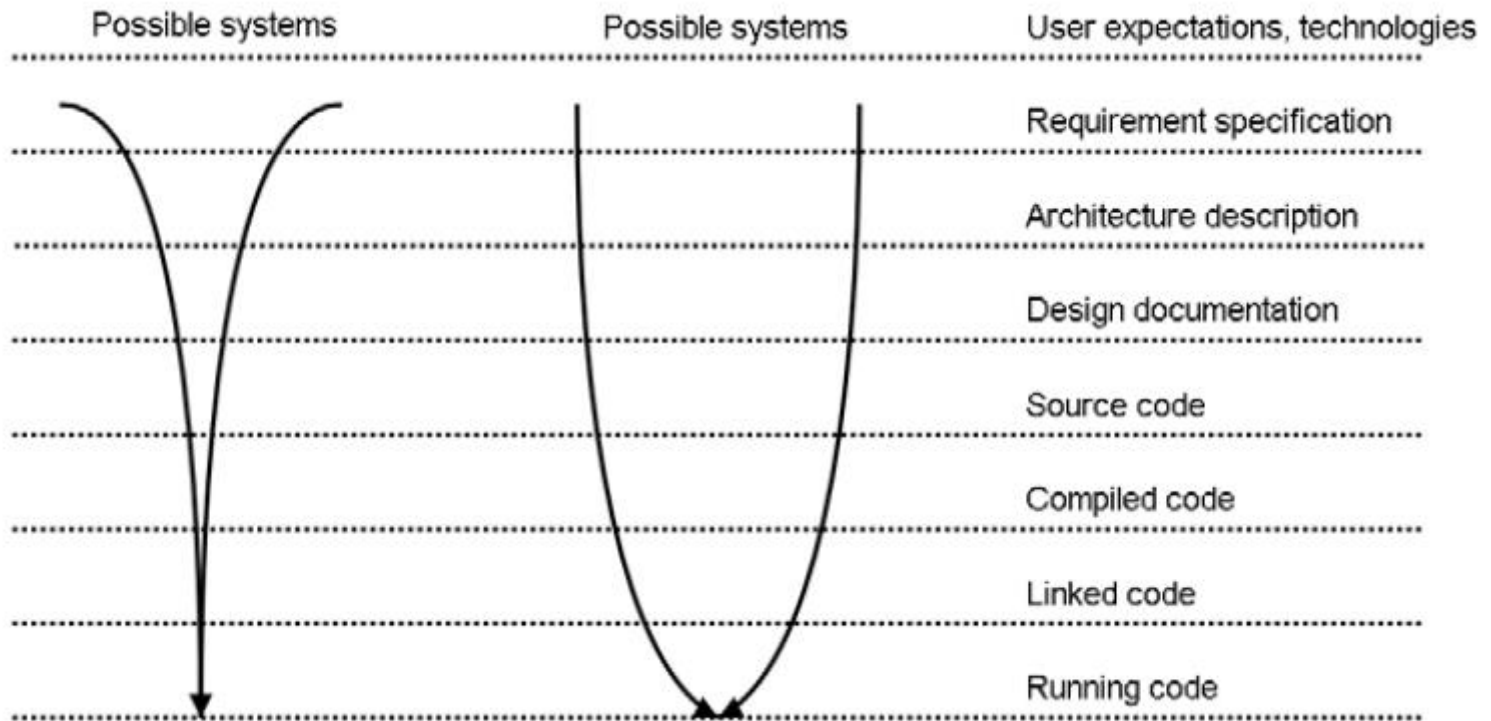 Possible systems
Possible systems
User expectations, technologies
Requirement specification
Architecture description
Design documentation
Source code
Compiled code
Linked code
Running code